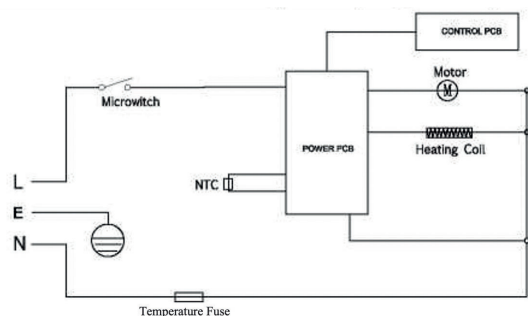 CONTROL PCB
Motor
M
Microwitch
POWER PCB
Heating Coil
NTC
L
E
N
Temperature Fuse